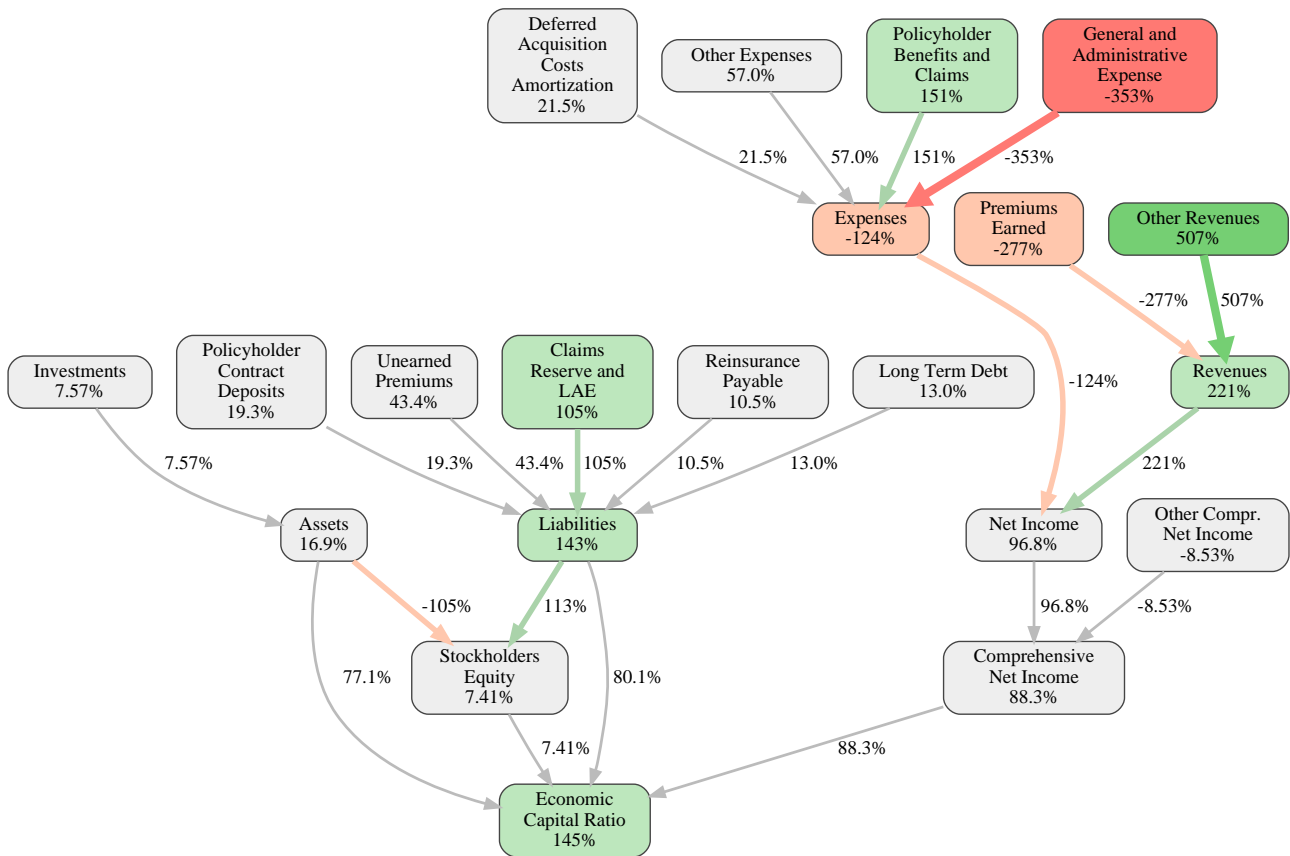 Deferred
Acquisition
Costs
Amortization
21.5%
Other Expenses
57.0%
Policyholder
Benefits and
Claims
151%
General and
Administrative
Expense
-353%
21.5%
57.0%
151%
-353%
Expenses
-124%
Premiums
Earned
-277%
Other Revenues
507%
-277%
507%
Investments
7.57%
Policyholder
Contract
Deposits
19.3%
Unearned
Premiums
43.4%
Claims
Reserve and
LAE
105%
Reinsurance
Payable
10.5%
Long Term Debt
13.0%
-124%
Revenues
221%
7.57%
19.3%
43.4%
105%
10.5%
13.0%
221%
Assets
16.9%
Liabilities
143%
Net Income
96.8%
Other Compr.
Net Income
-8.53%
-105%
113%
96.8%
-8.53%
77.1%
Stockholders
Equity
7.41%
80.1%
Comprehensive
Net Income
88.3%
7.41%
88.3%
Economic
Capital Ratio
145%